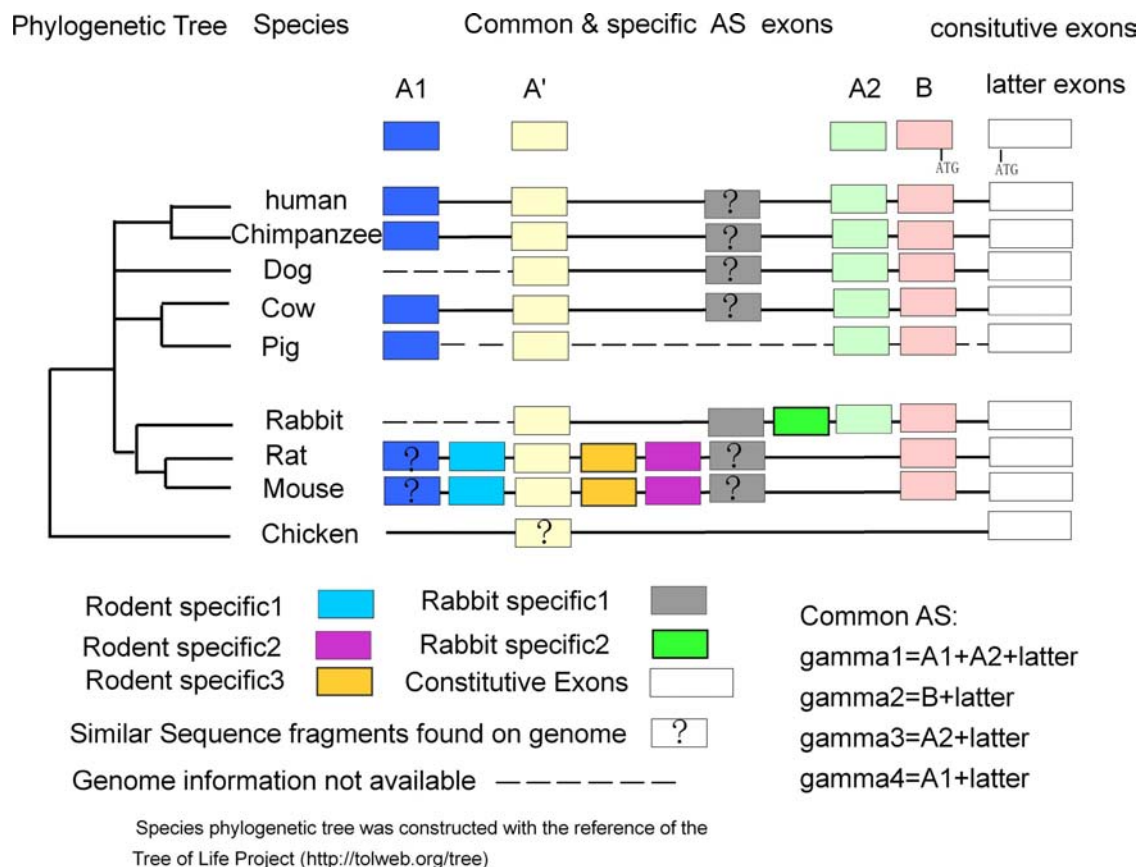 Phylogenetic Tree Species Common & specific AS exons consitutive exons
A1 A' A2 B latter exons
ATG ATG
human ?
Chimpanzee ?
Dog ?
Cow ?
Pig
Rabbit
Rat ? ?
Mouse ? ?
Chicken ?
Rodent specific1 Rabbit specific1
Rodent specific2 Rabbit specific2
Rodent specific3 Constitutive Exons
Similar Sequence fragments found on genome ?
Genome information not available
Common AS:
gamma1=A1+A2+latter
gamma2=B+latter
gamma3=A2+latter
gamma4=A1+latter
Species phylogenetic tree was constructed with the reference of the
Tree of Life Project (http://tolweb.org/tree)